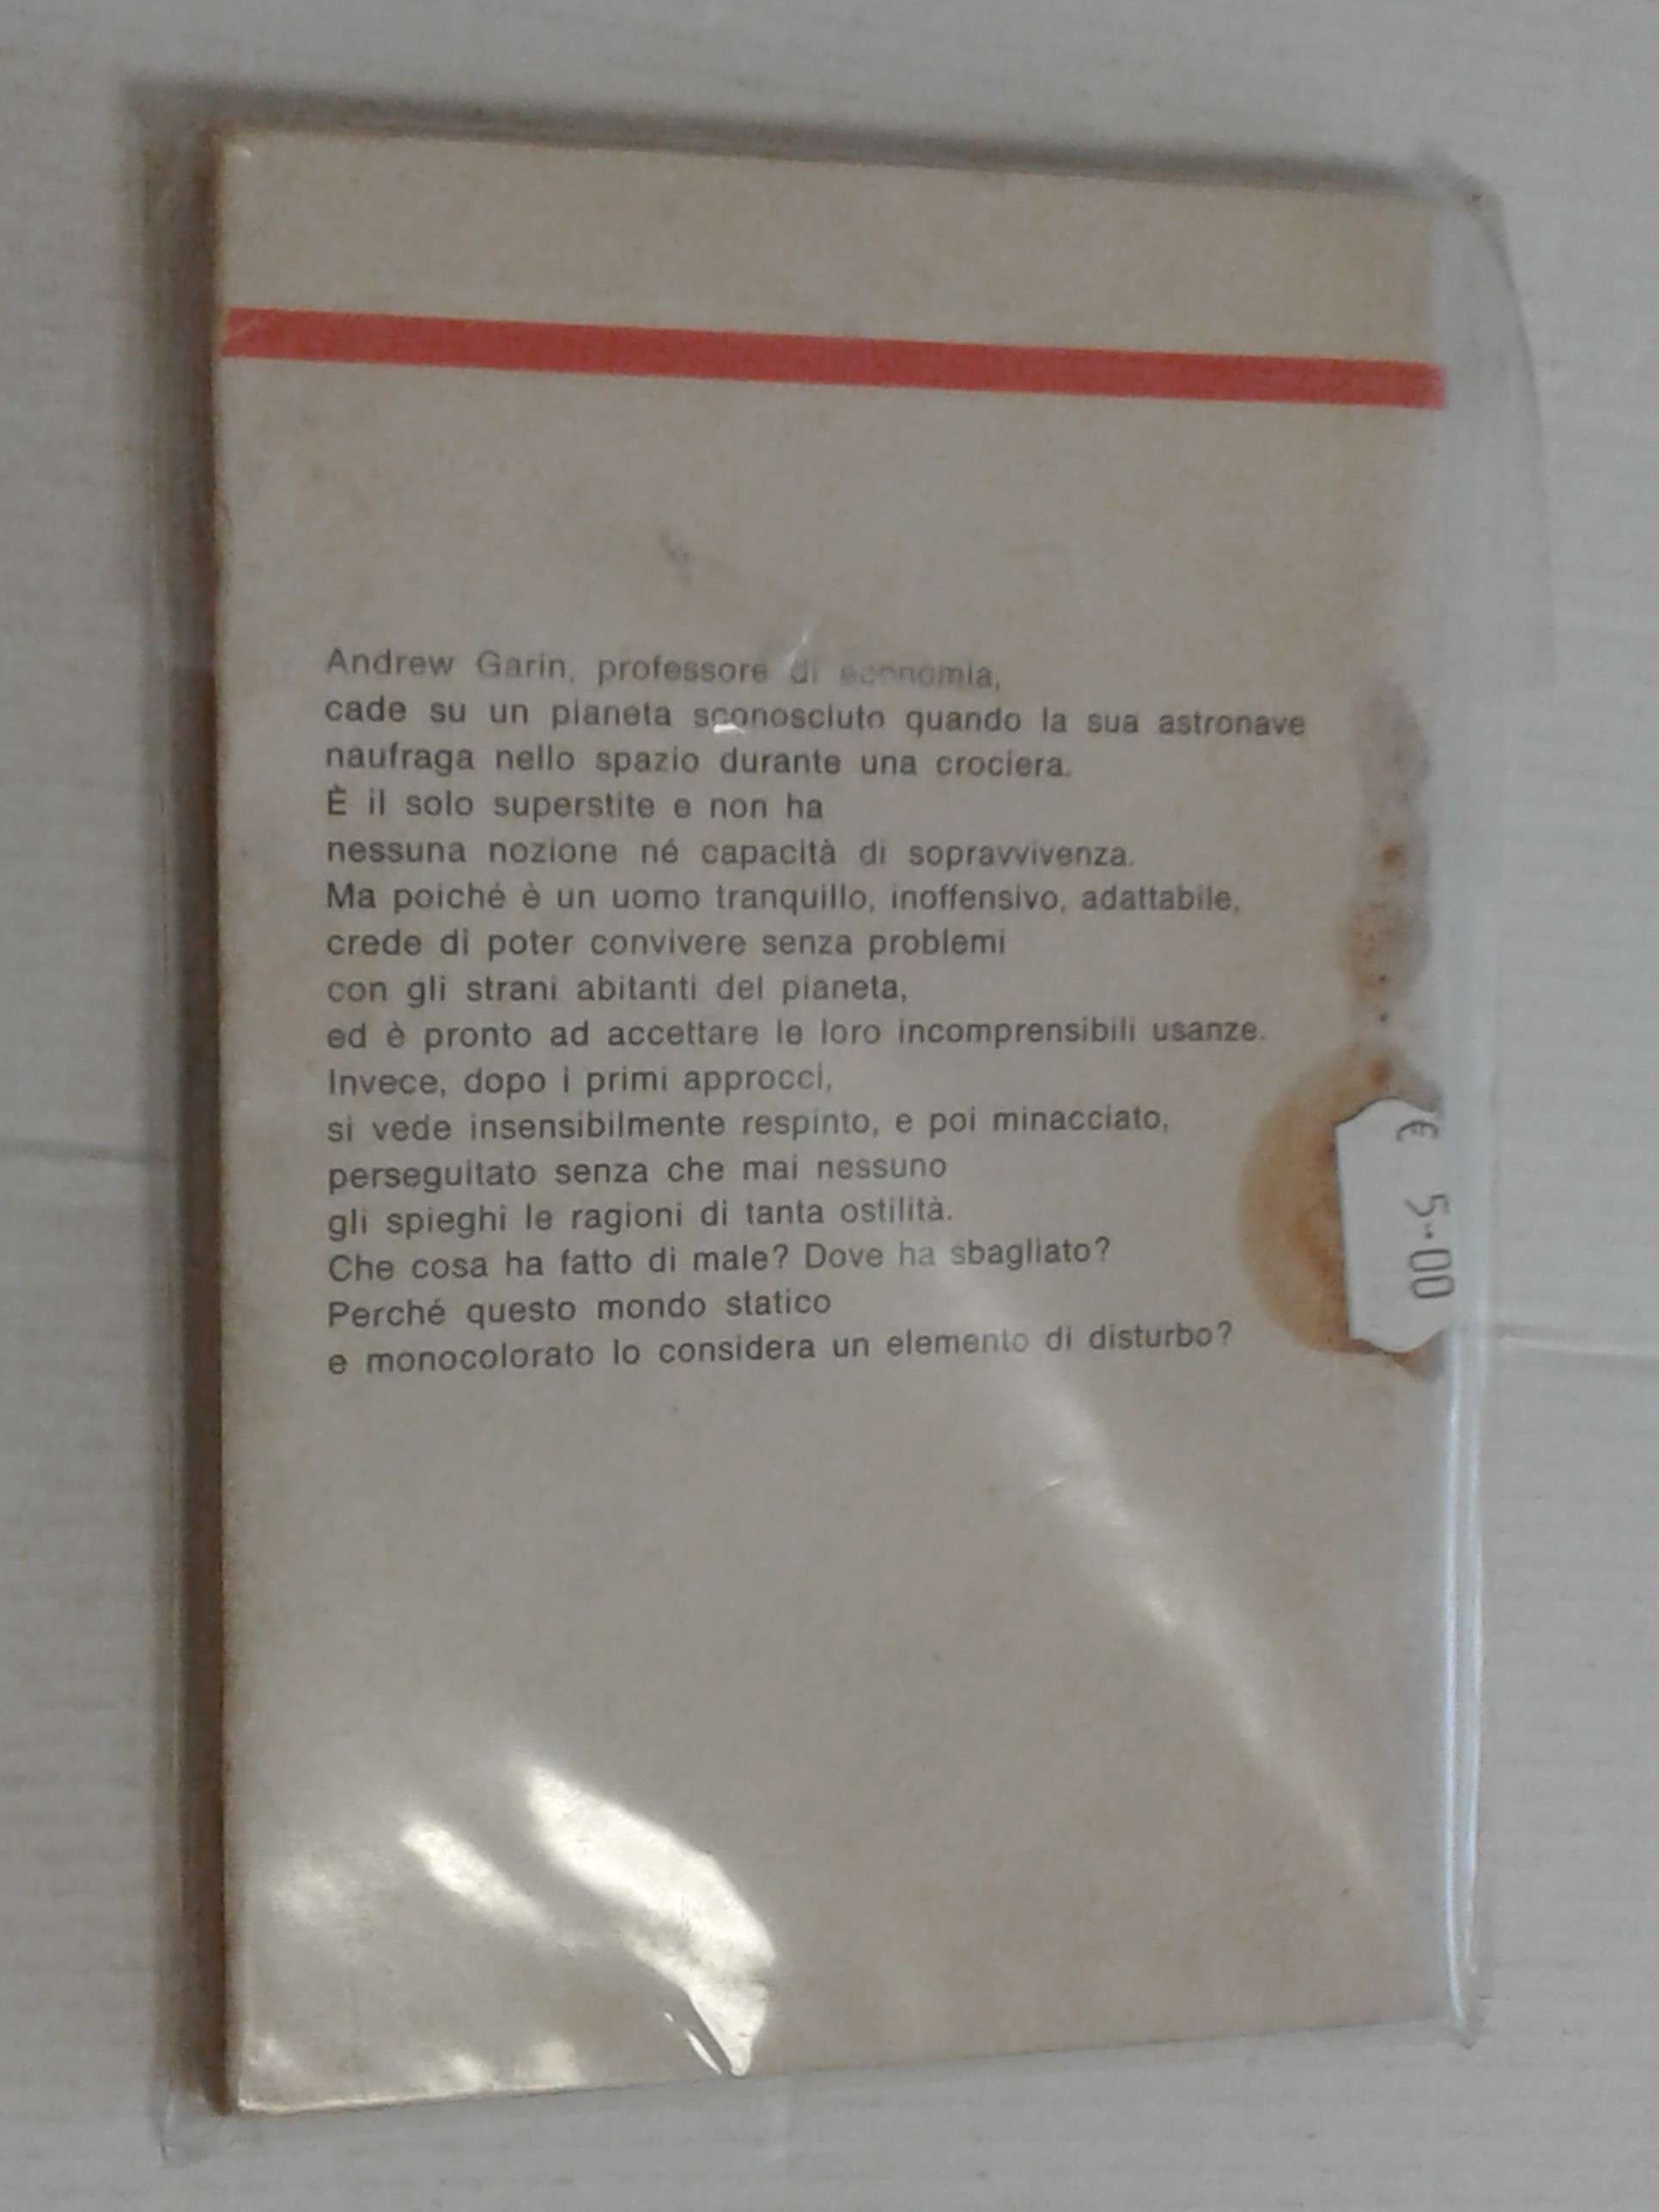 Andrew Garin, professore di economia,
cade su un pianeta sconosciuto quando la sua astronave
naufraga nello spazio durante una crociera.
È il solo superstite e non ha
nessuna nozione né capacità di sopravvivenza.
Ma poiché è un uomo tranquillo, inoffensivo, adattabile,
crede di poter convivere senza problemi
con gli strani abitanti del pianeta,
ed è pronto ad accettare le loro incomprensibili usanze.
Invece, dopo i primi approcci,
si vede insensibilmente respinto, e poi minacciato,
perseguitato senza che mai nessuno
gli spieghi le ragioni di tanta ostilità.
Che cosa ha fatto di male? Dove ha sbagliato?
Perché questo mondo statico
e monocolorato lo considera un elemento di disturbo?
€ 5-00